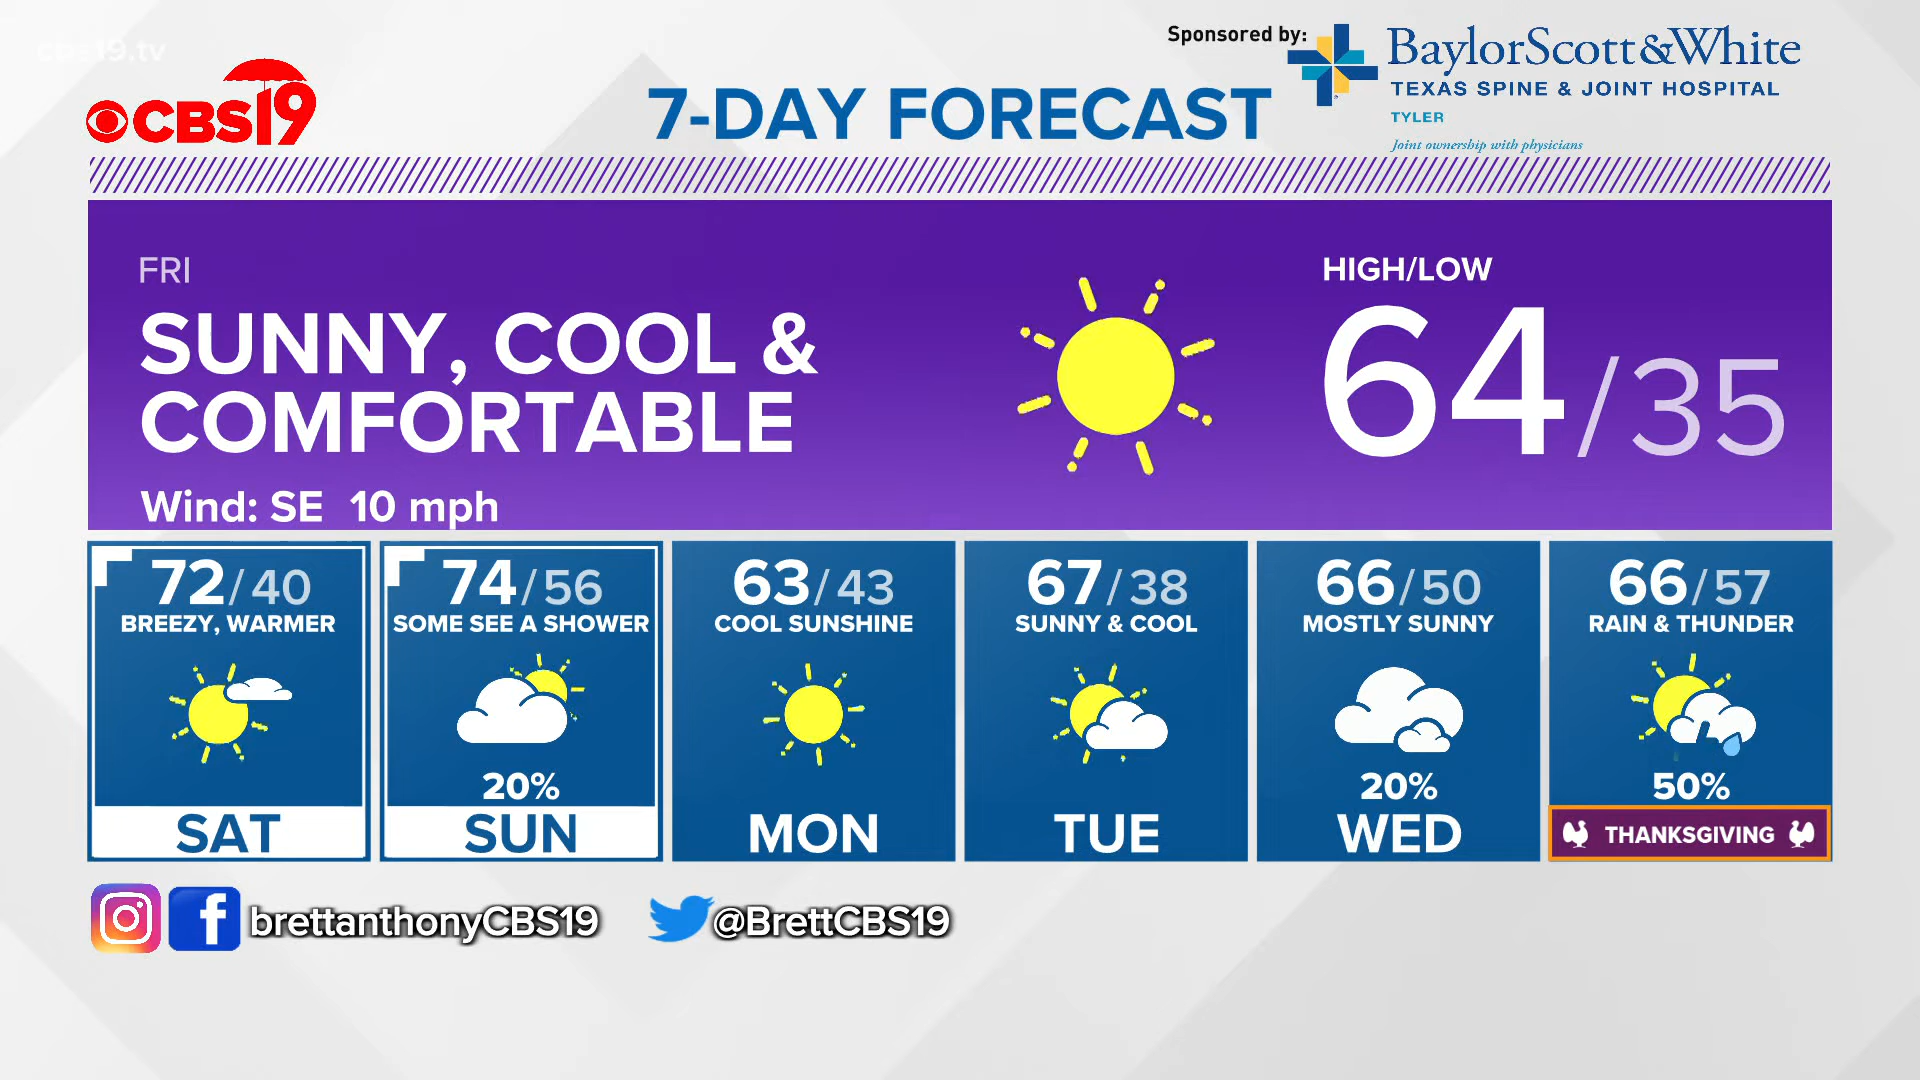 cbs19.tv
CBS19
7-DAY FORECAST
Sponsored by:
BaylorScott&White
TEXAS SPINE & JOINT HOSPITAL
TYLER
Joint ownership with physicians
FRI
SUNNY, COOL &
COMFORTABLE
Wind: SE 10 mph
HIGH/LOW
64/35
72/40
BREEZY, WARMER
SAT
74/56
SOME SEE A SHOWER
20%
SUN
63/43
COOL SUNSHINE
MON
67/38
SUNNY & COOL
TUE
66/50
MOSTLY SUNNY
20%
WED
66/57
RAIN & THUNDER
50%
THANKSGIVING
brettanthonyCBS19
@BrettCBS19